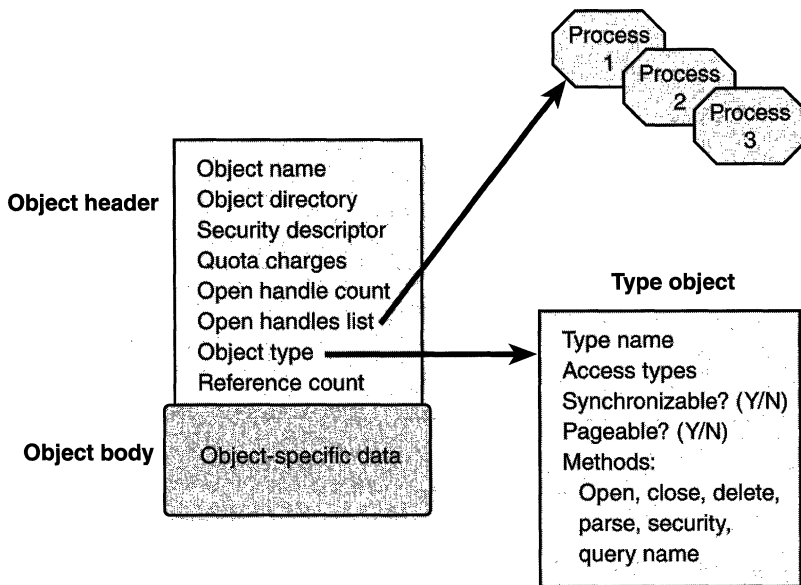 Process
1
Process
2
Process
3
Object header
Object name
Object directory
Security descriptor
Quota charges
Open handle count
Open handles list
Object type
Reference count
Object body
Object-specific data
Type object
Type name
Access types
Synchronizable? (Y/N)
Pageable? (Y/N)
Methods:
Open, close, delete,
parse, security,
query name